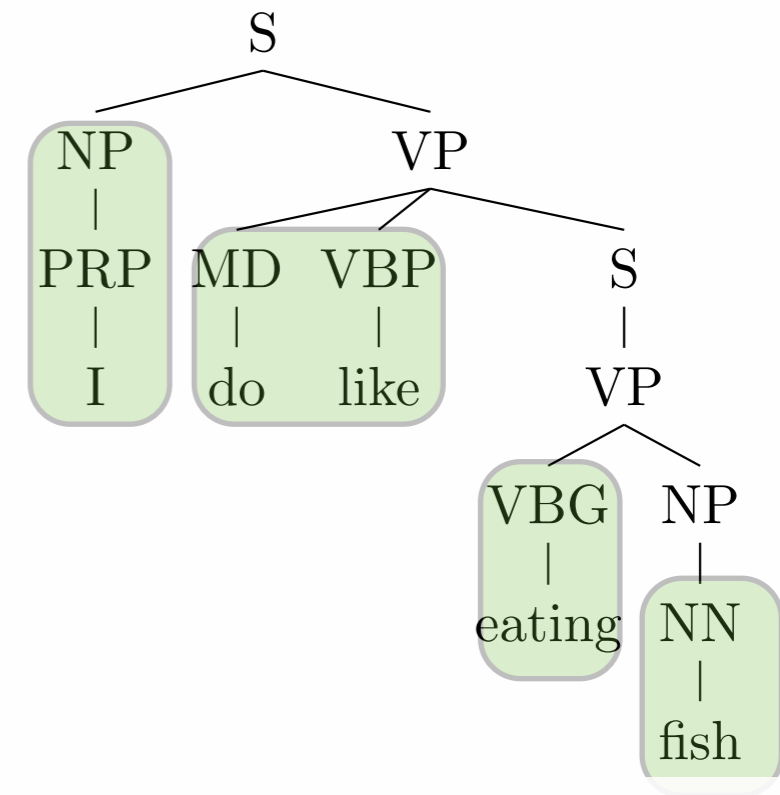 S
NP VP
PRP MD VBP S
I do like VP
VBG NP
eating NN
fish